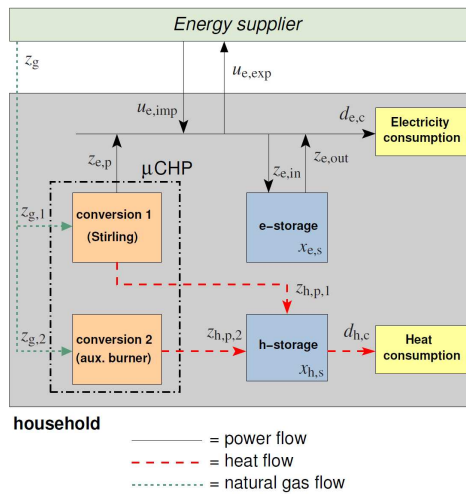 Energy supplier
z_g
u_e,exp
u_e,imp
d_e,c
Electricity
consumption
z_e,p
z_e,in
z_e,out
μCHP
z_g,1
conversion 1
(Stirling)
e-storage
x_e,s
z_h,p,1
z_g,2
conversion 2
(aux. burner)
z_h,p,2
h-storage
x_h,s
d_h,c
Heat
consumption
household
= power flow
= heat flow
= natural gas flow